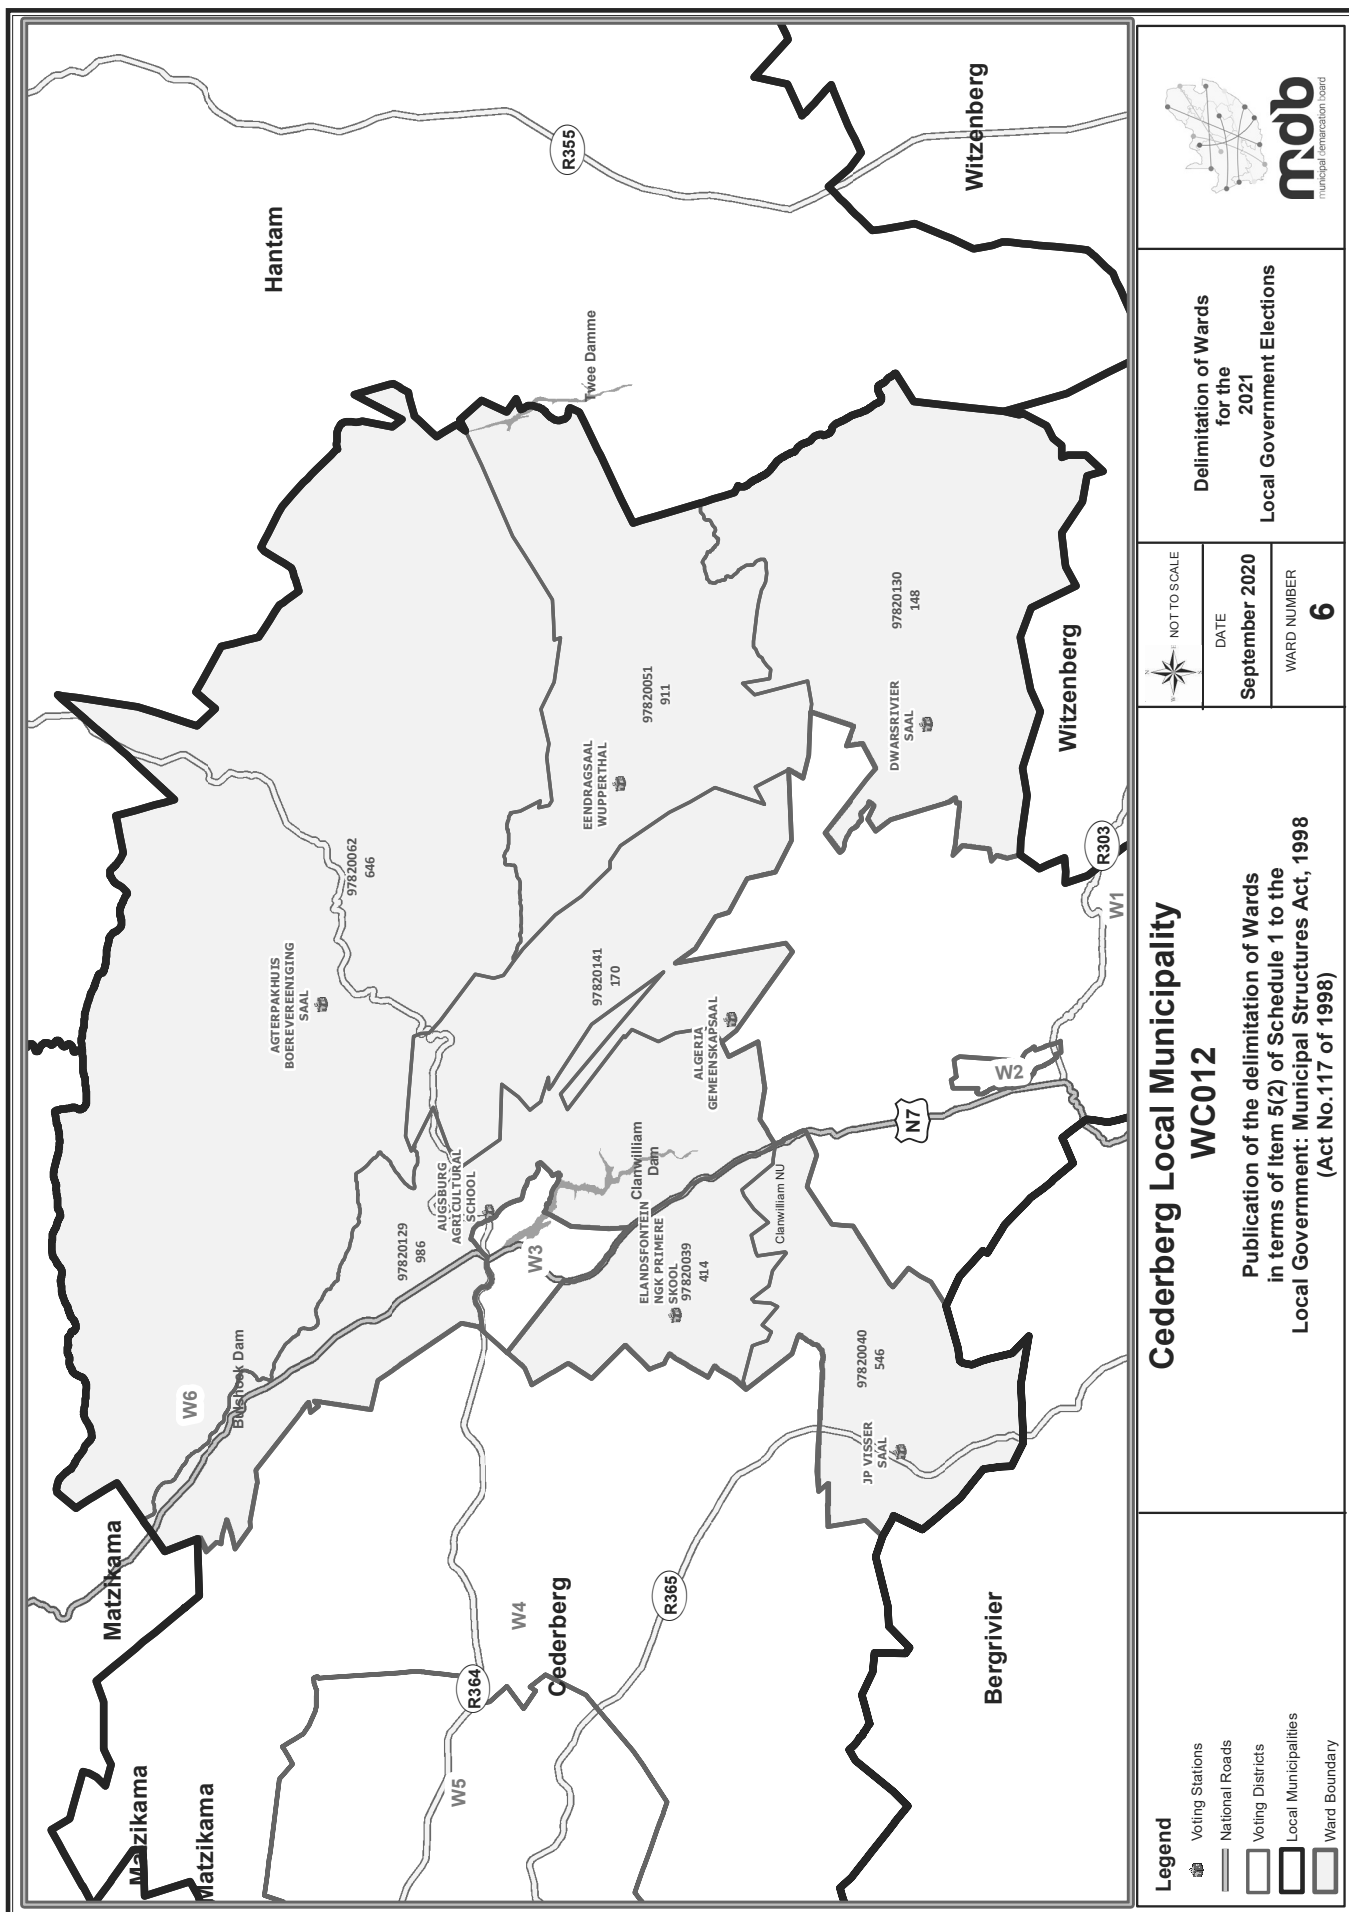 Hantam
R355
Witzenberg
Witzenberg
Twee Damme
97820062
646
AGTERPAKHUIS
BOEREVEREENIGING
SAAL
97820051
911
EENDRAGSAAL
WUPPERTHAL
97820130
148
DWARSRIVIER
SAAL
Witzenberg
R303
W1
97820141
170
ALGERIA
GEMEENSKAPSAAL
W2
N7
Clanwilliam
Dam
AUGSBURG
AGRICULTURAL
SCHOOL
97820129
986
W3
ELANDSFONTEIN
NGK PRIMERE
SKOOL
97820039
414
Clanwilliam NU
97820040
546
JP VISSER
SAAL
W6
Bulshoek Dam
Matzikama
Matzikama
Matzikama
W4
Cederberg
R365
R364
W5
Bergrivier
Legend
Voting Stations
National Roads
Voting Districts
Local Municipalities
Ward Boundary
Cederberg Local Municipality
WC012
Publication of the delimitation of Wards
in terms of Item 5(2) of Schedule 1 to the
Local Government: Municipal Structures Act, 1998
(Act No.117 of 1998)
N
E
S
W
NOT TO SCALE
DATE
September 2020
WARD NUMBER
6
Delimitation of Wards
for the
2021
Local Government Elections
mdb
municipal demarcation board